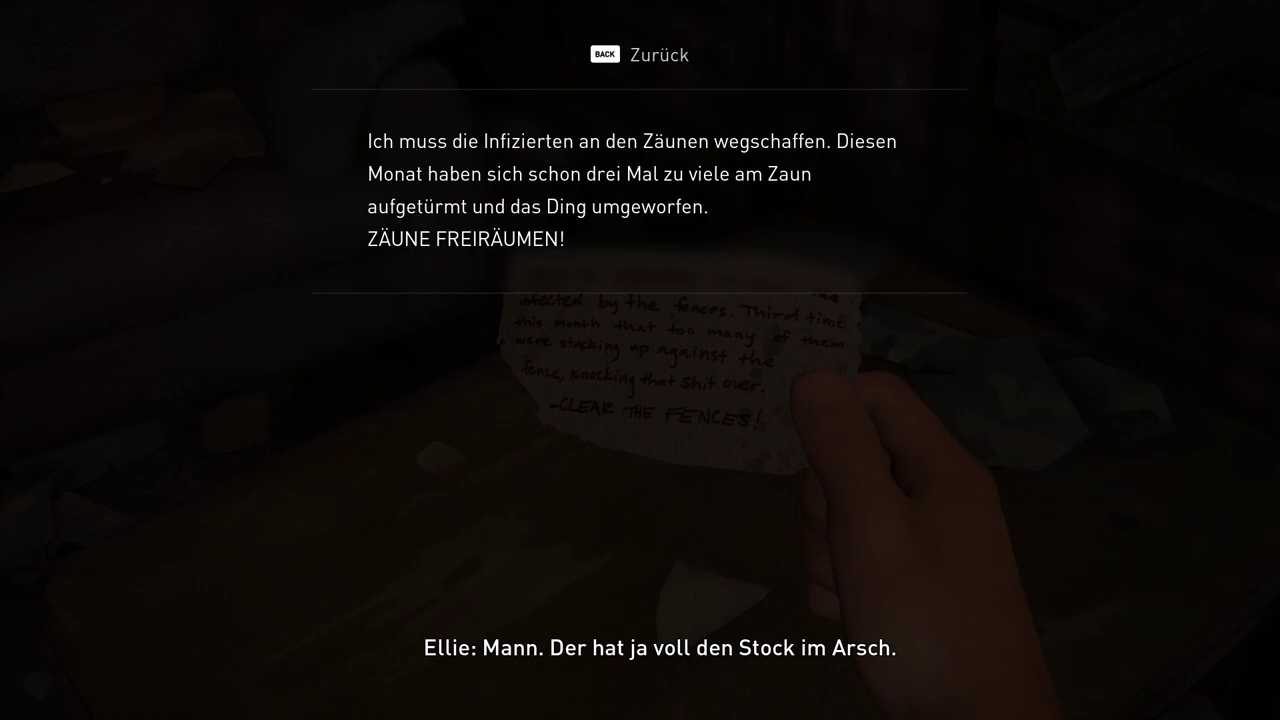 BACK Zurück
Ich muss die Infizierten an den Zäunen wegschaffen. Diesen
Monat haben sich schon drei Mal zu viele am Zaun
aufgetürmt und das Ding umgeworfen.
ZÄUNE FREIRÄUMEN!
the
infected by the fences. Third time
this month that too many of them
were stacking up against the
fence, knocking that shit over.
-CLEAR THE FENCES!
Ellie: Mann. Der hat ja voll den Stock im Arsch.